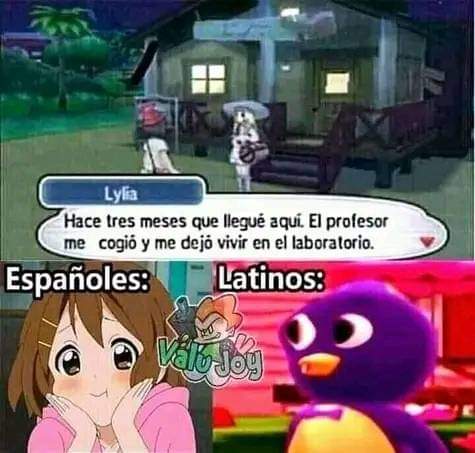 Lylia
Hace tres meses que llegué aquí. El profesor
me cogió y me dejó vivir en el laboratorio.
Españoles: Latinos:
Valu Joy